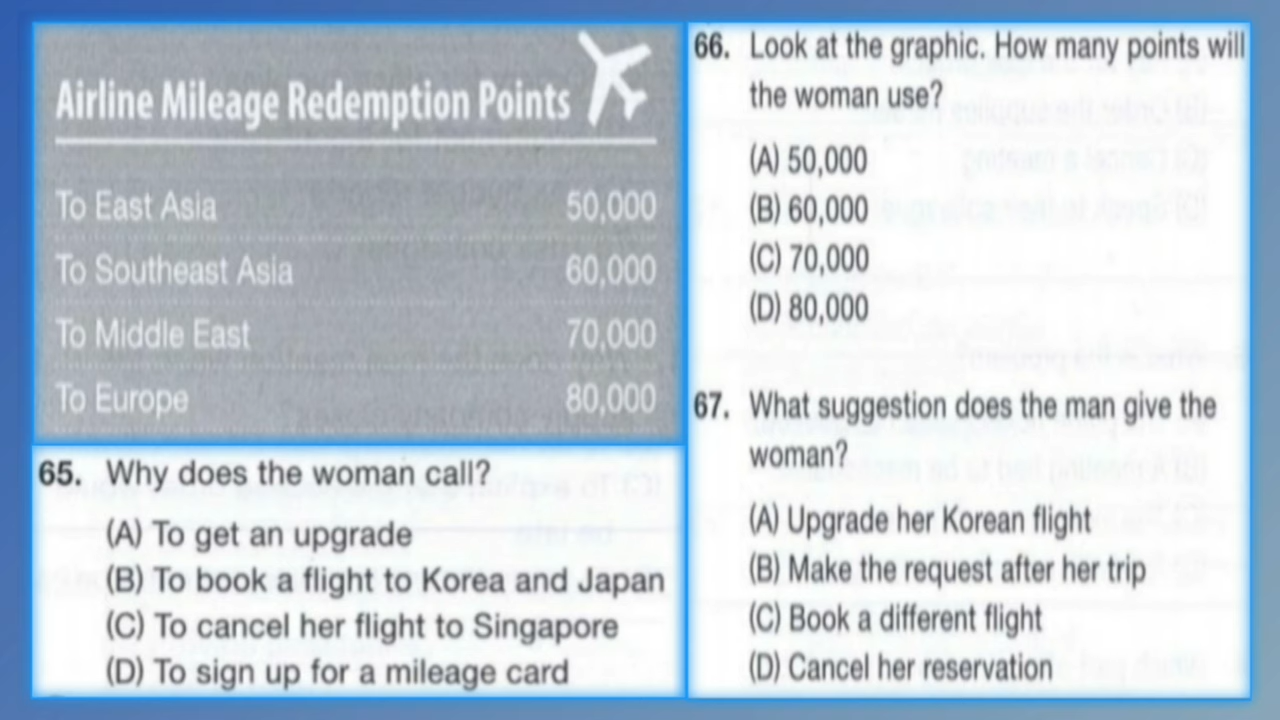 Airline Mileage Redemption Points
To East Asia 50,000
To Southeast Asia 60,000
To Middle East 70,000
To Europe 80,000
65. Why does the woman call?
(A) To get an upgrade
(B) To book a flight to Korea and Japan
(C) To cancel her flight to Singapore
(D) To sign up for a mileage card
66. Look at the graphic. How many points will
the woman use?
(A) 50,000
(B) 60,000
(C) 70,000
(D) 80,000
67. What suggestion does the man give the
woman?
(A) Upgrade her Korean flight
(B) Make the request after her trip
(C) Book a different flight
(D) Cancel her reservation